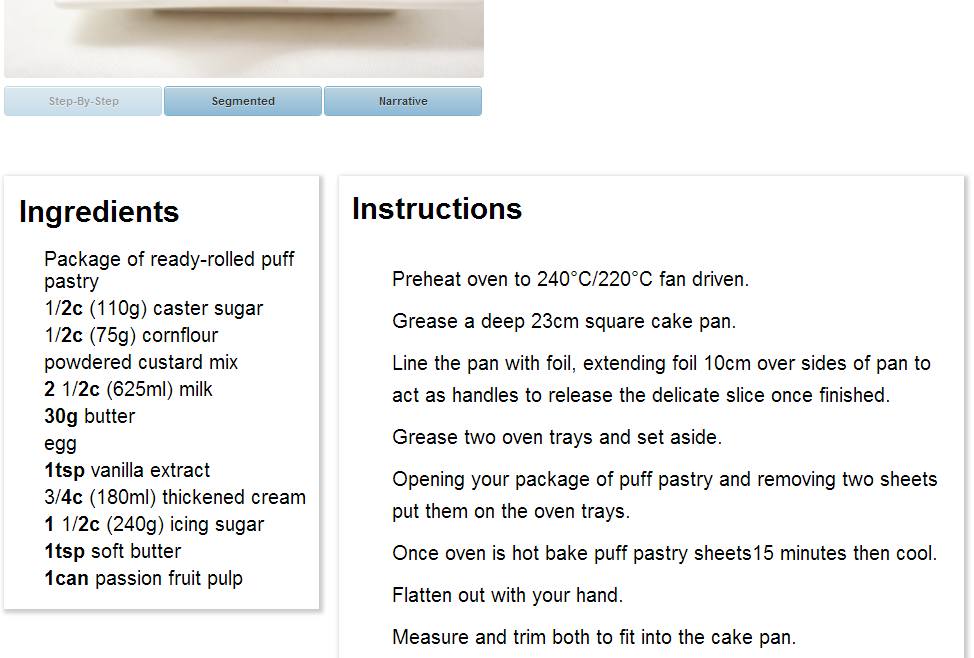 Step-By-Step
Segmented
Narrative
Ingredients
Package of ready-rolled puff
pastry
1/2c (110g) caster sugar
1/2c (75g) cornflour
powdered custard mix
2 1/2c (625ml) milk
30g butter
egg
1tsp vanilla extract
3/4c (180ml) thickened cream
1 1/2c (240g) icing sugar
1tsp soft butter
1can passion fruit pulp
Instructions
Preheat oven to 240°C/220°C fan driven.
Grease a deep 23cm square cake pan.
Line the pan with foil, extending foil 10cm over sides of pan to
act as handles to release the delicate slice once finished.
Grease two oven trays and set aside.
Opening your package of puff pastry and removing two sheets
put them on the oven trays.
Once oven is hot bake puff pastry sheets15 minutes then cool.
Flatten out with your hand.
Measure and trim both to fit into the cake pan.